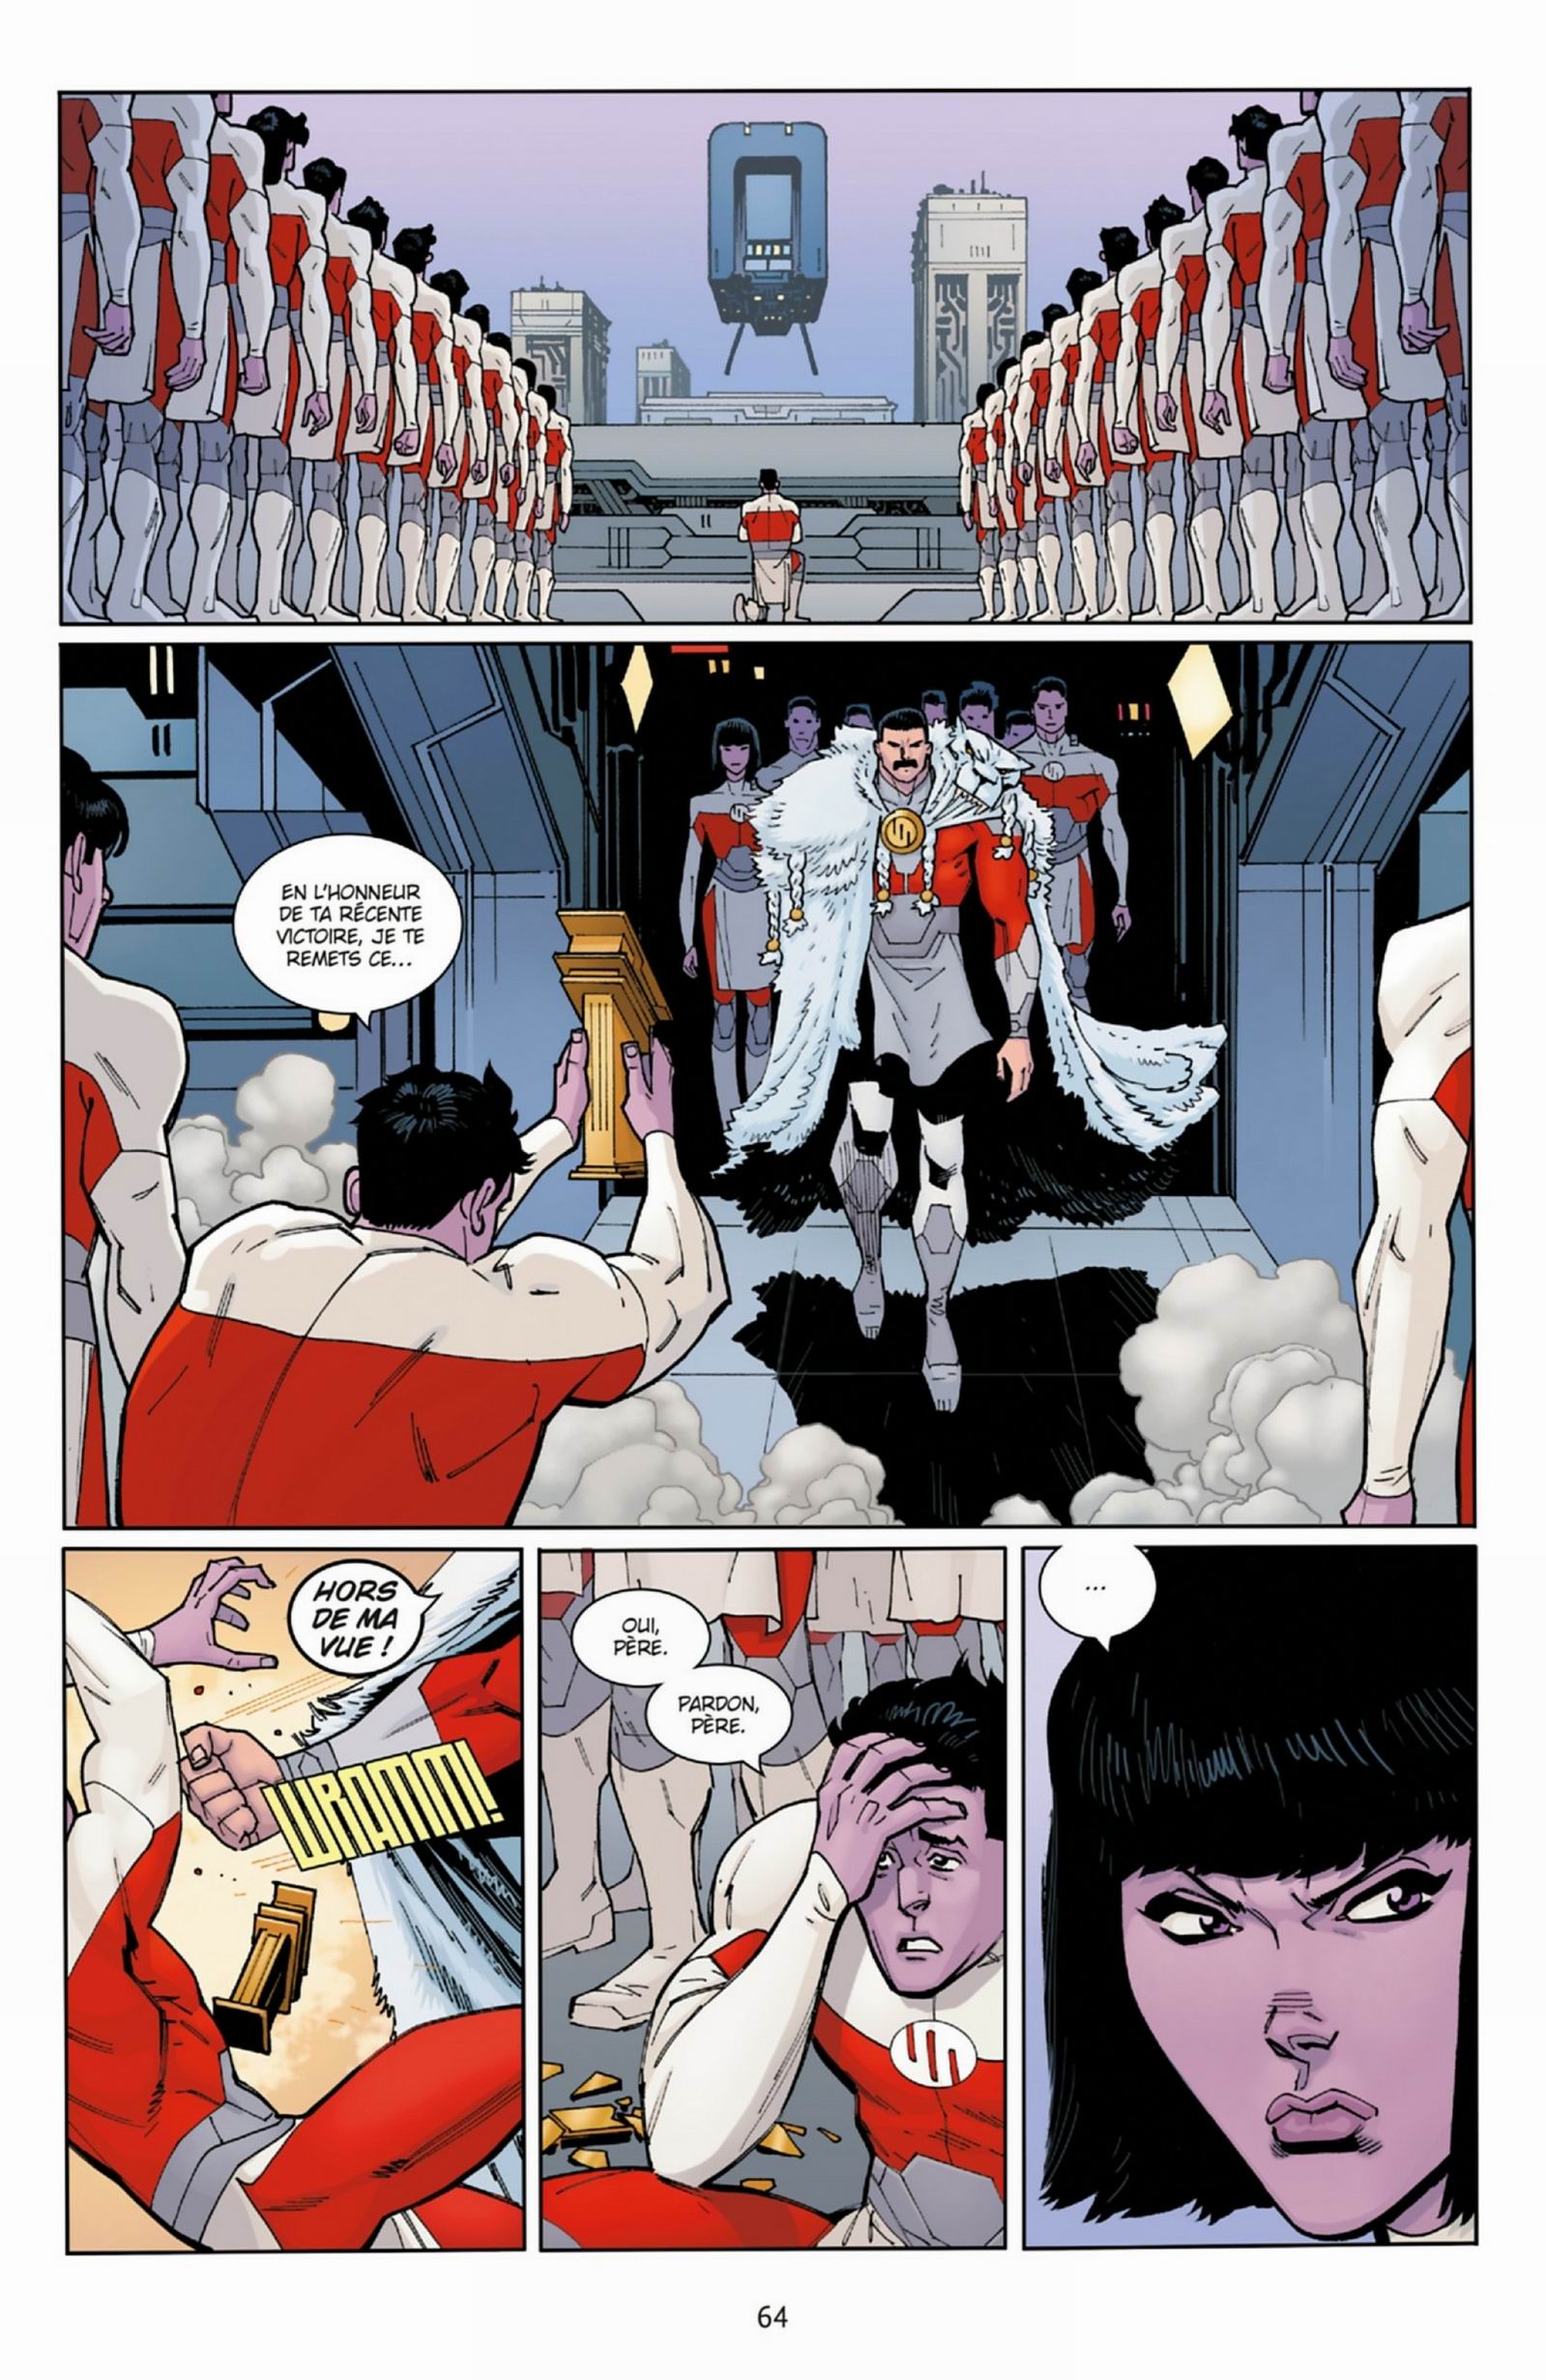 EN L'HONNEUR
DE TA RÉCENTE
VICTOIRE, JE TE
REMETS CE...
HORS
DE MA
VUE !
WRAMM!
OUI,
PÈRE.
PARDON,
PÈRE.
...
64